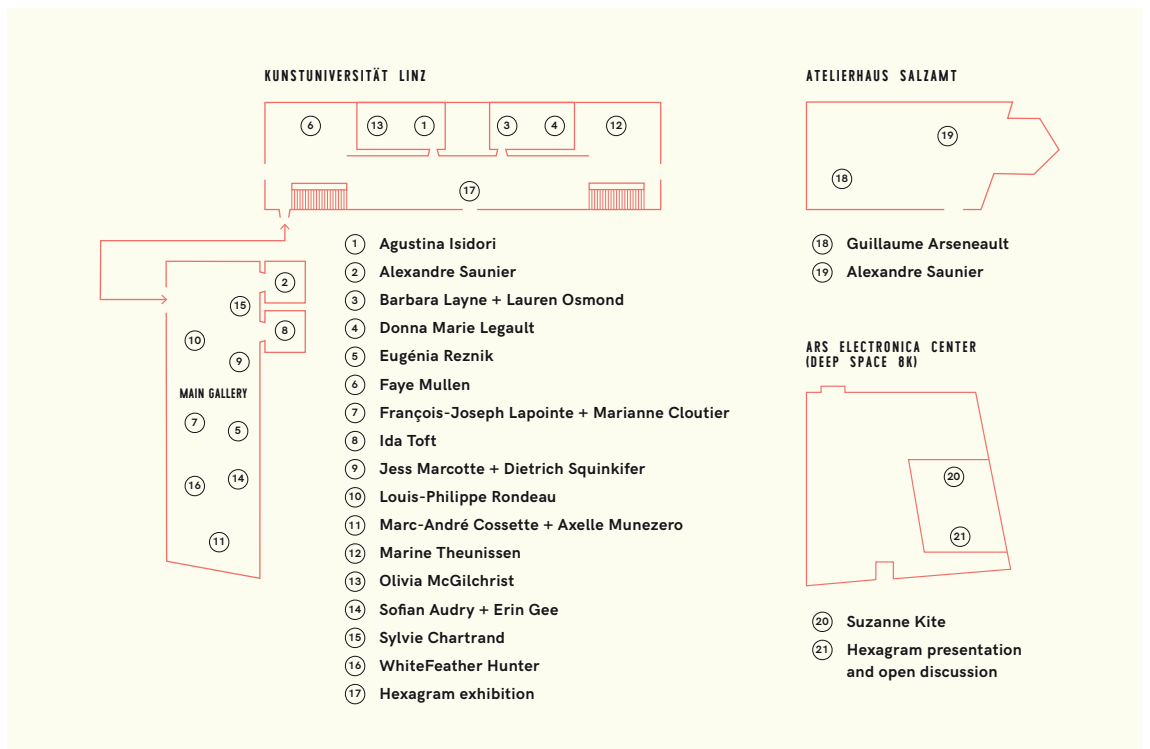 KUNSTUNIVERSITÄT LINZ
6 13 1 3 4 12
17
2
15
10 8
9
MAIN GALLERY
7 5
16 14
11
1 Agustina Isidori
2 Alexandre Saunier
3 Barbara Layne + Lauren Osmond
4 Donna Marie Legault
5 Eugénia Reznik
6 Faye Mullen
7 François-Joseph Lapointe + Marianne Cloutier
8 Ida Toft
9 Jess Marcotte + Dietrich Squinkifer
10 Louis-Philippe Rondeau
11 Marc-André Cossette + Axelle Munezero
12 Marine Theunissen
13 Olivia McGilchrist
14 Sofian Audry + Erin Gee
15 Sylvie Chartrand
16 WhiteFeather Hunter
17 Hexagram exhibition
ATELIERHAUS SALZAMT
19
18
18 Guillaume Arseneault
19 Alexandre Saunier
ARS ELECTRONICA CENTER
(DEEP SPACE 8K)
20
21
20 Suzanne Kite
21 Hexagram presentation
and open discussion